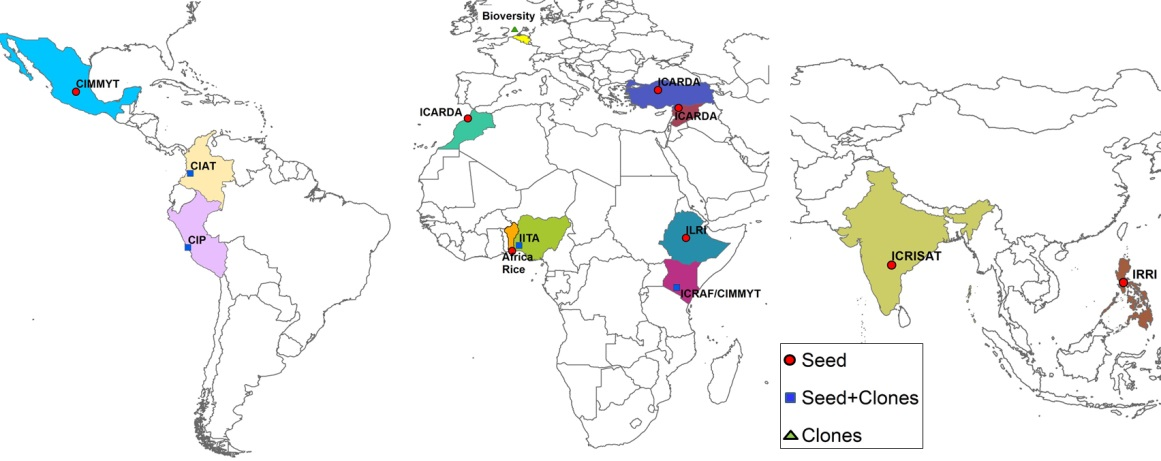 Bioversity
CIMMYT
ICARDA
ICARDA
ICARDA
CIAT
ILRI
CIP
IITA
Africa
Rice
ICRISAT
IRRI
ICRAF/CIMMYT
Seed
Seed+Clones
Clones